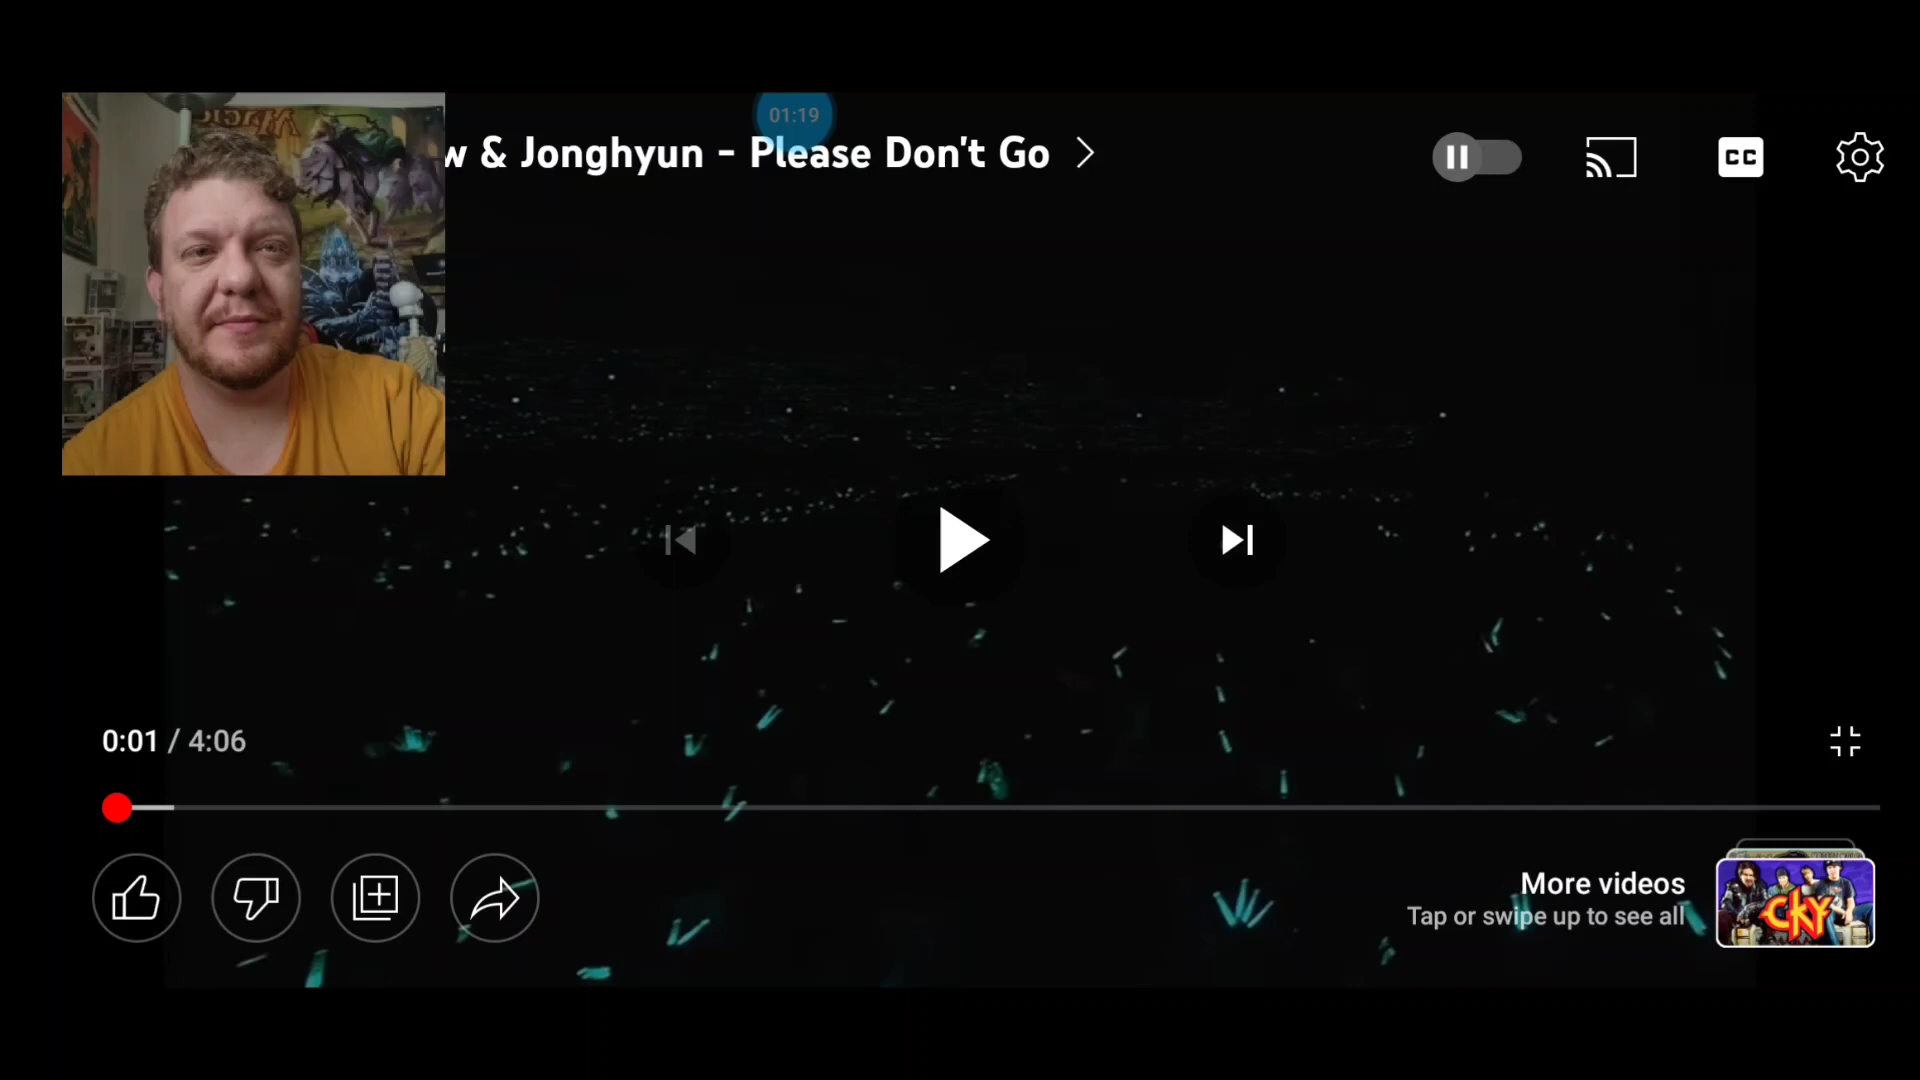 01:19
w & Jonghyun - Please Don't Go
CC
0:01 / 4:06
More videos
Tap or swipe up to see all
CKY